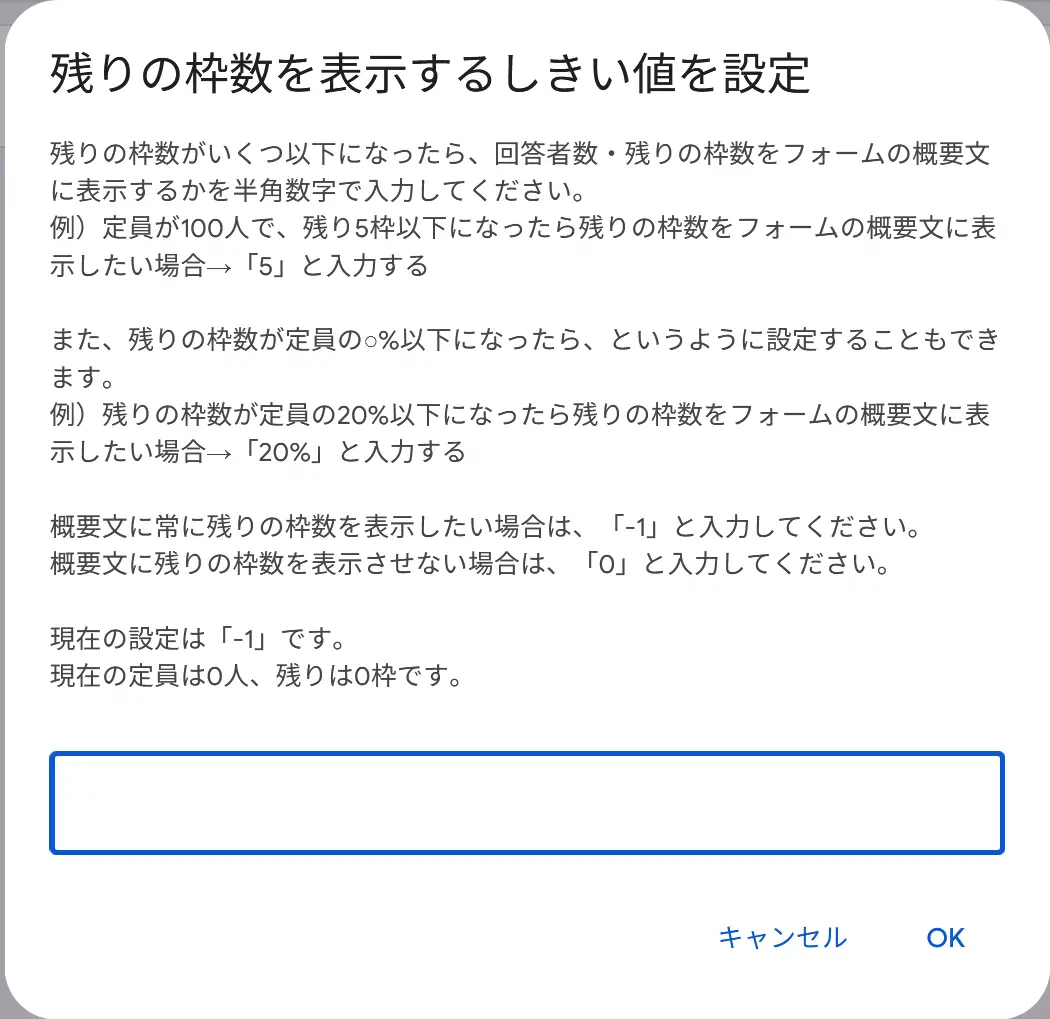 残りの枠数を表示するしきい値を設定
残りの枠数がいくつ以下になったら、回答者数・残りの枠数をフォームの概要文
に表示するかを半角数字で入力してください。
例）定員が100人で、残り5枠以下になったら残りの枠数をフォームの概要文に表
示したい場合→「5」と入力する
また、残りの枠数が定員の○%以下になったら、というように設定することもでき
ます。
例）残りの枠数が定員の20%以下になったら残りの枠数をフォームの概要文に表
示したい場合→「20%」と入力する
概要文に常に残りの枠数を表示したい場合は、「-1」と入力してください。
概要文に残りの枠数を表示させない場合は、「0」と入力してください。
現在の設定は「-1」です。
現在の定員は0人、残りは0枠です。
キャンセル OK